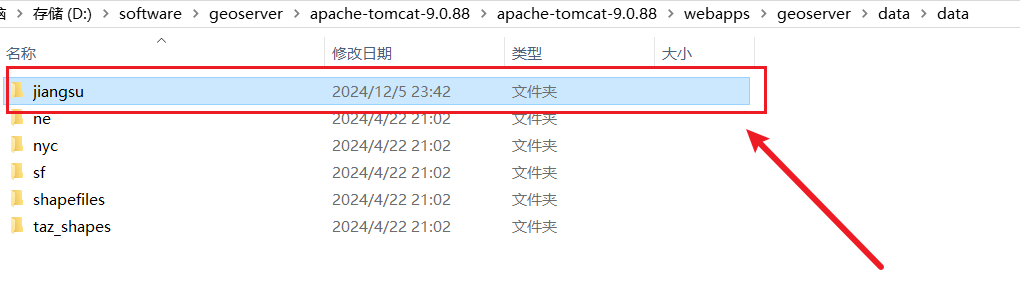 脑 > 存储 (D:) > software > geoserver > apache-tomcat-9.0.88 > apache-tomcat-9.0.88 > webapps > geoserver > data > data
名称 修改日期 类型 大小
jiangsu 2024/12/5 23:42 文件夹
ne 2024/4/22 21:02 文件夹
nyc 2024/4/22 21:02 文件夹
sf 2024/4/22 21:02 文件夹
shapefiles 2024/4/22 21:02 文件夹
taz_shapes 2024/4/22 21:02 文件夹